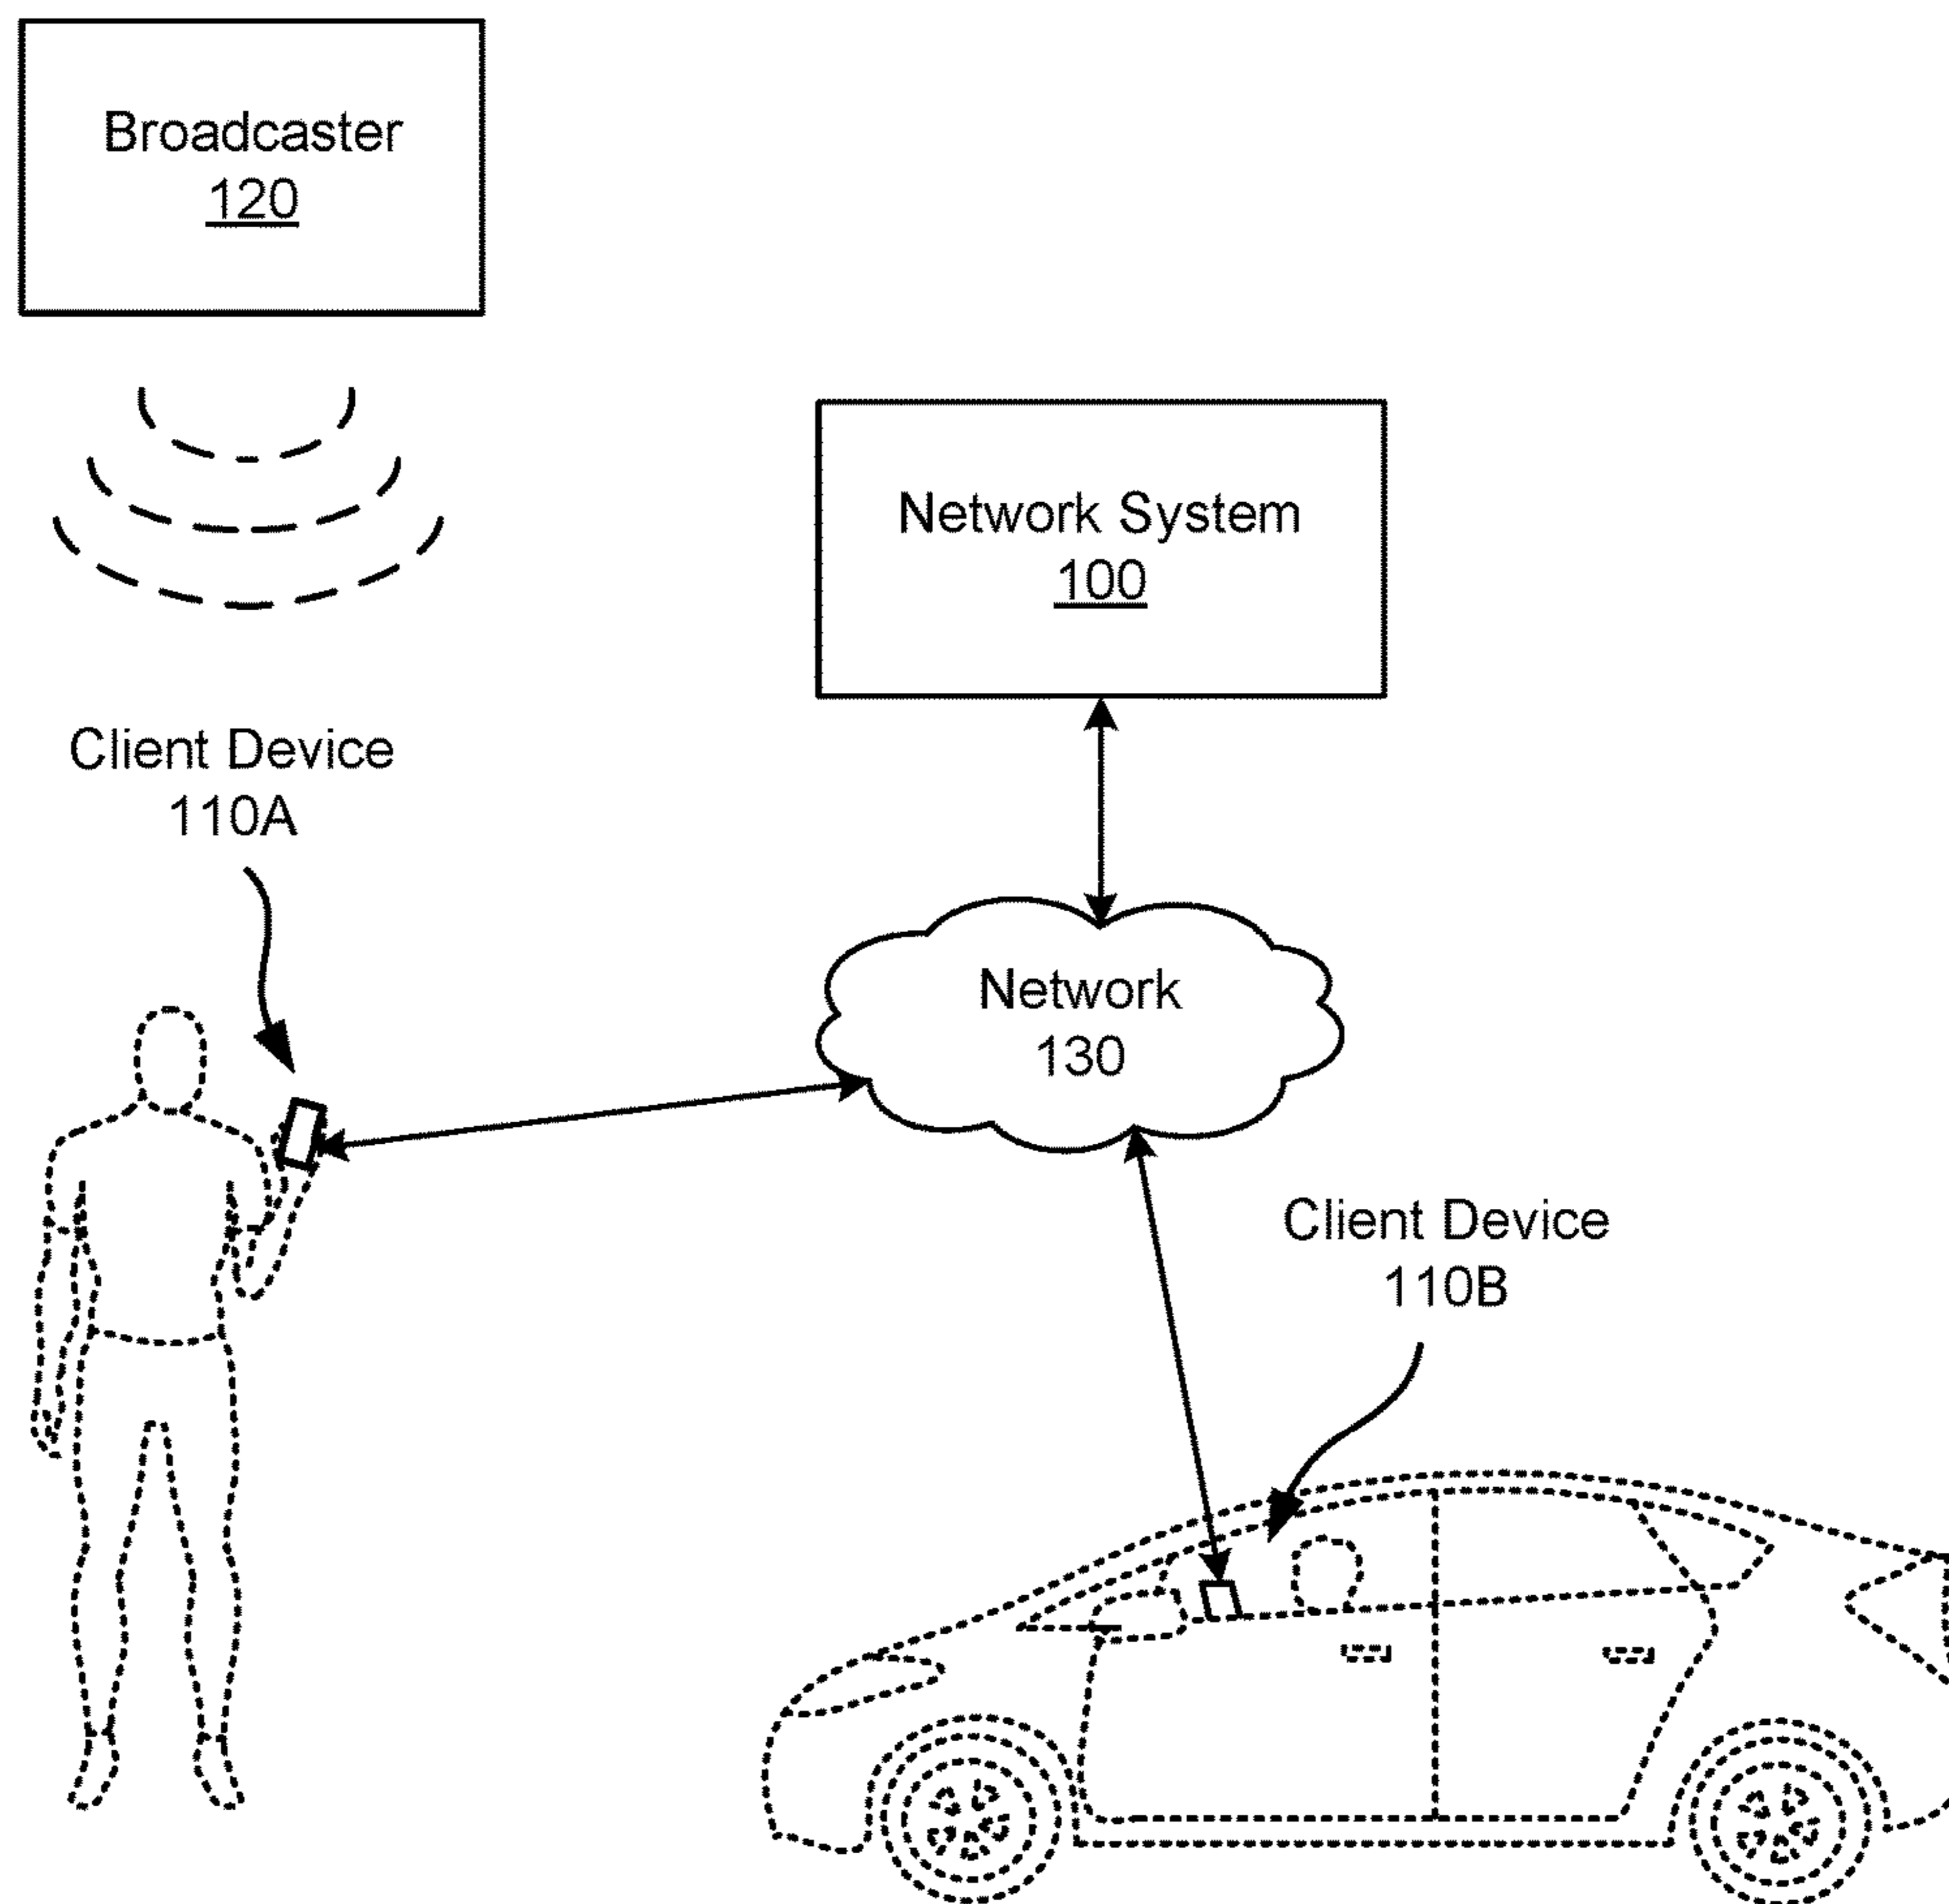 Broadcaster
120
Network System
100
Client Device
110A
Network
130
Client Device
110B